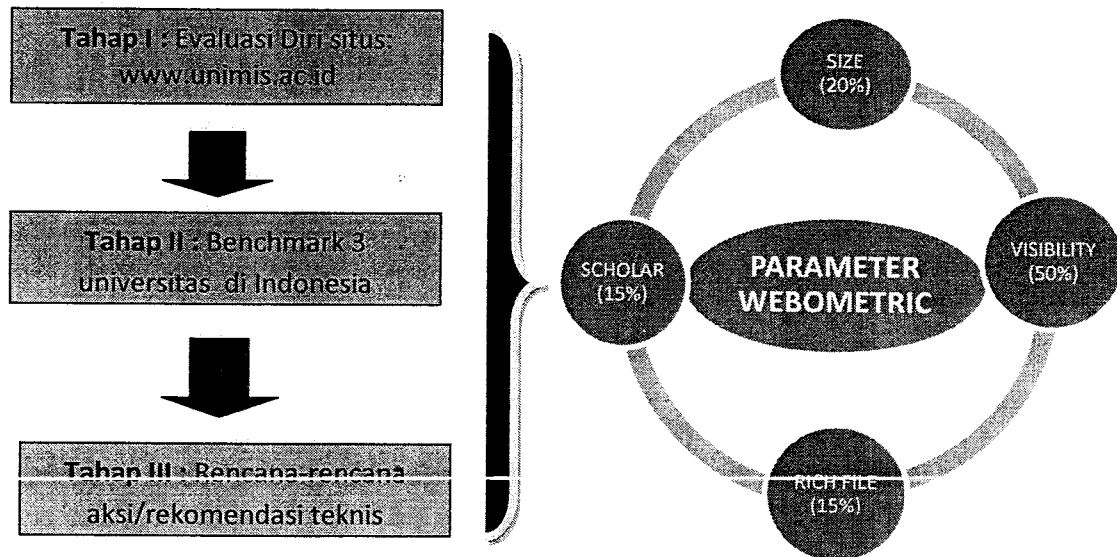 Tahap I : Evaluasi Diri situs:
www.unimis.ac.id
Tahap II : Benchmark 3
universitas di Indonesia
Tahap III : Rencana-rencana
aksi/rekomendasi teknis
SIZE
(20%)
SCHOLAR
(15%)
PARAMETER
WEBOMETRIC
VISIBILITY
(50%)
RICH FILE
(15%)